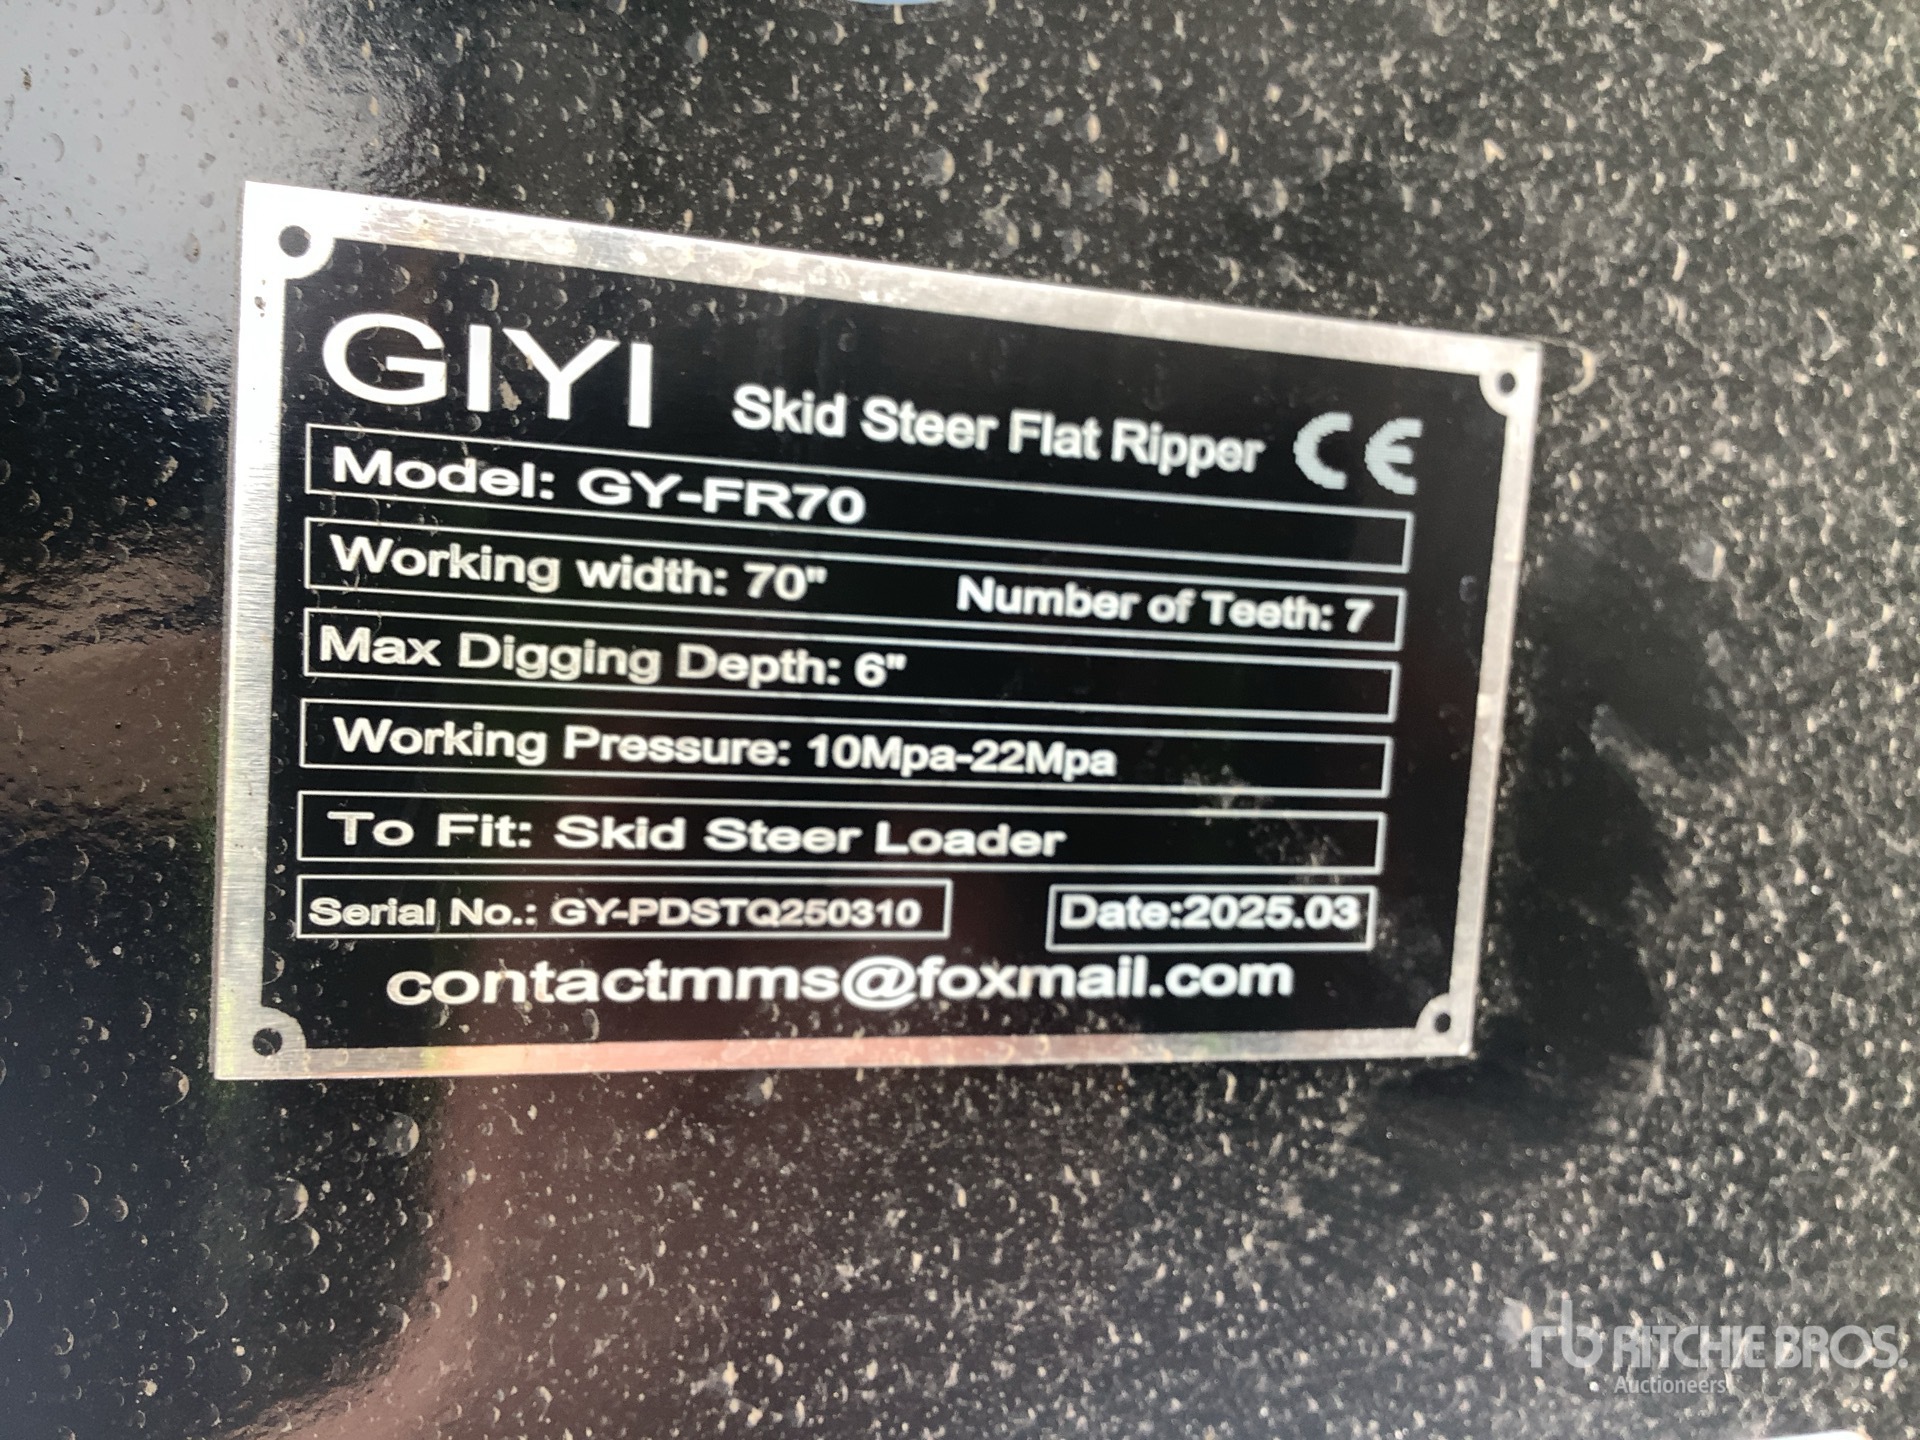 GIYI
Skid Steer Flat Ripper CE
Model: GY-FR70
Working width: 70" Number of Teeth: 7
Max Digging Depth: 6"
Working Pressure: 10Mpa-22Mpa
To Fit: Skid Steer Loader
Serial No.: GY-PDSTQ250310 Date:2025.03
contactmms@foxmail.com
rb RITCHIE BROS.
Auctioneers